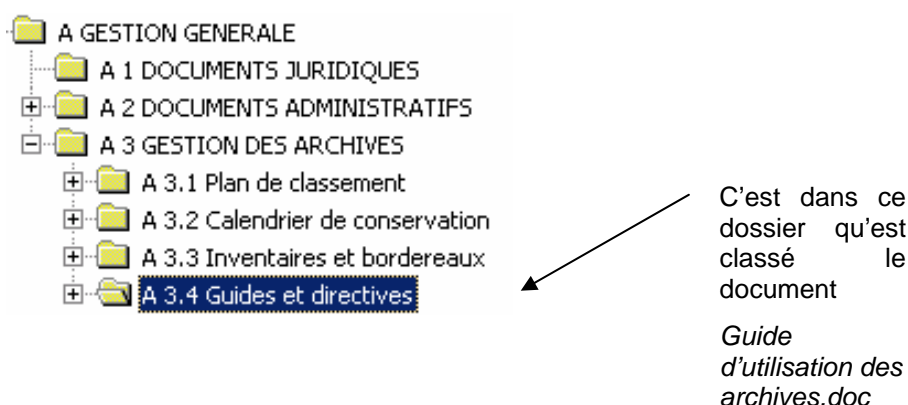 A GESTION GENERALE
A 1 DOCUMENTS JURIDIQUES
A 2 DOCUMENTS ADMINISTRATIFS
A 3 GESTION DES ARCHIVES
A 3.1 Plan de classement
A 3.2 Calendrier de conservation
A 3.3 Inventaires et bordereaux
A 3.4 Guides et directives
C'est dans ce
dossier qu'est
classé le
document
Guide
d'utilisation des
archives.doc